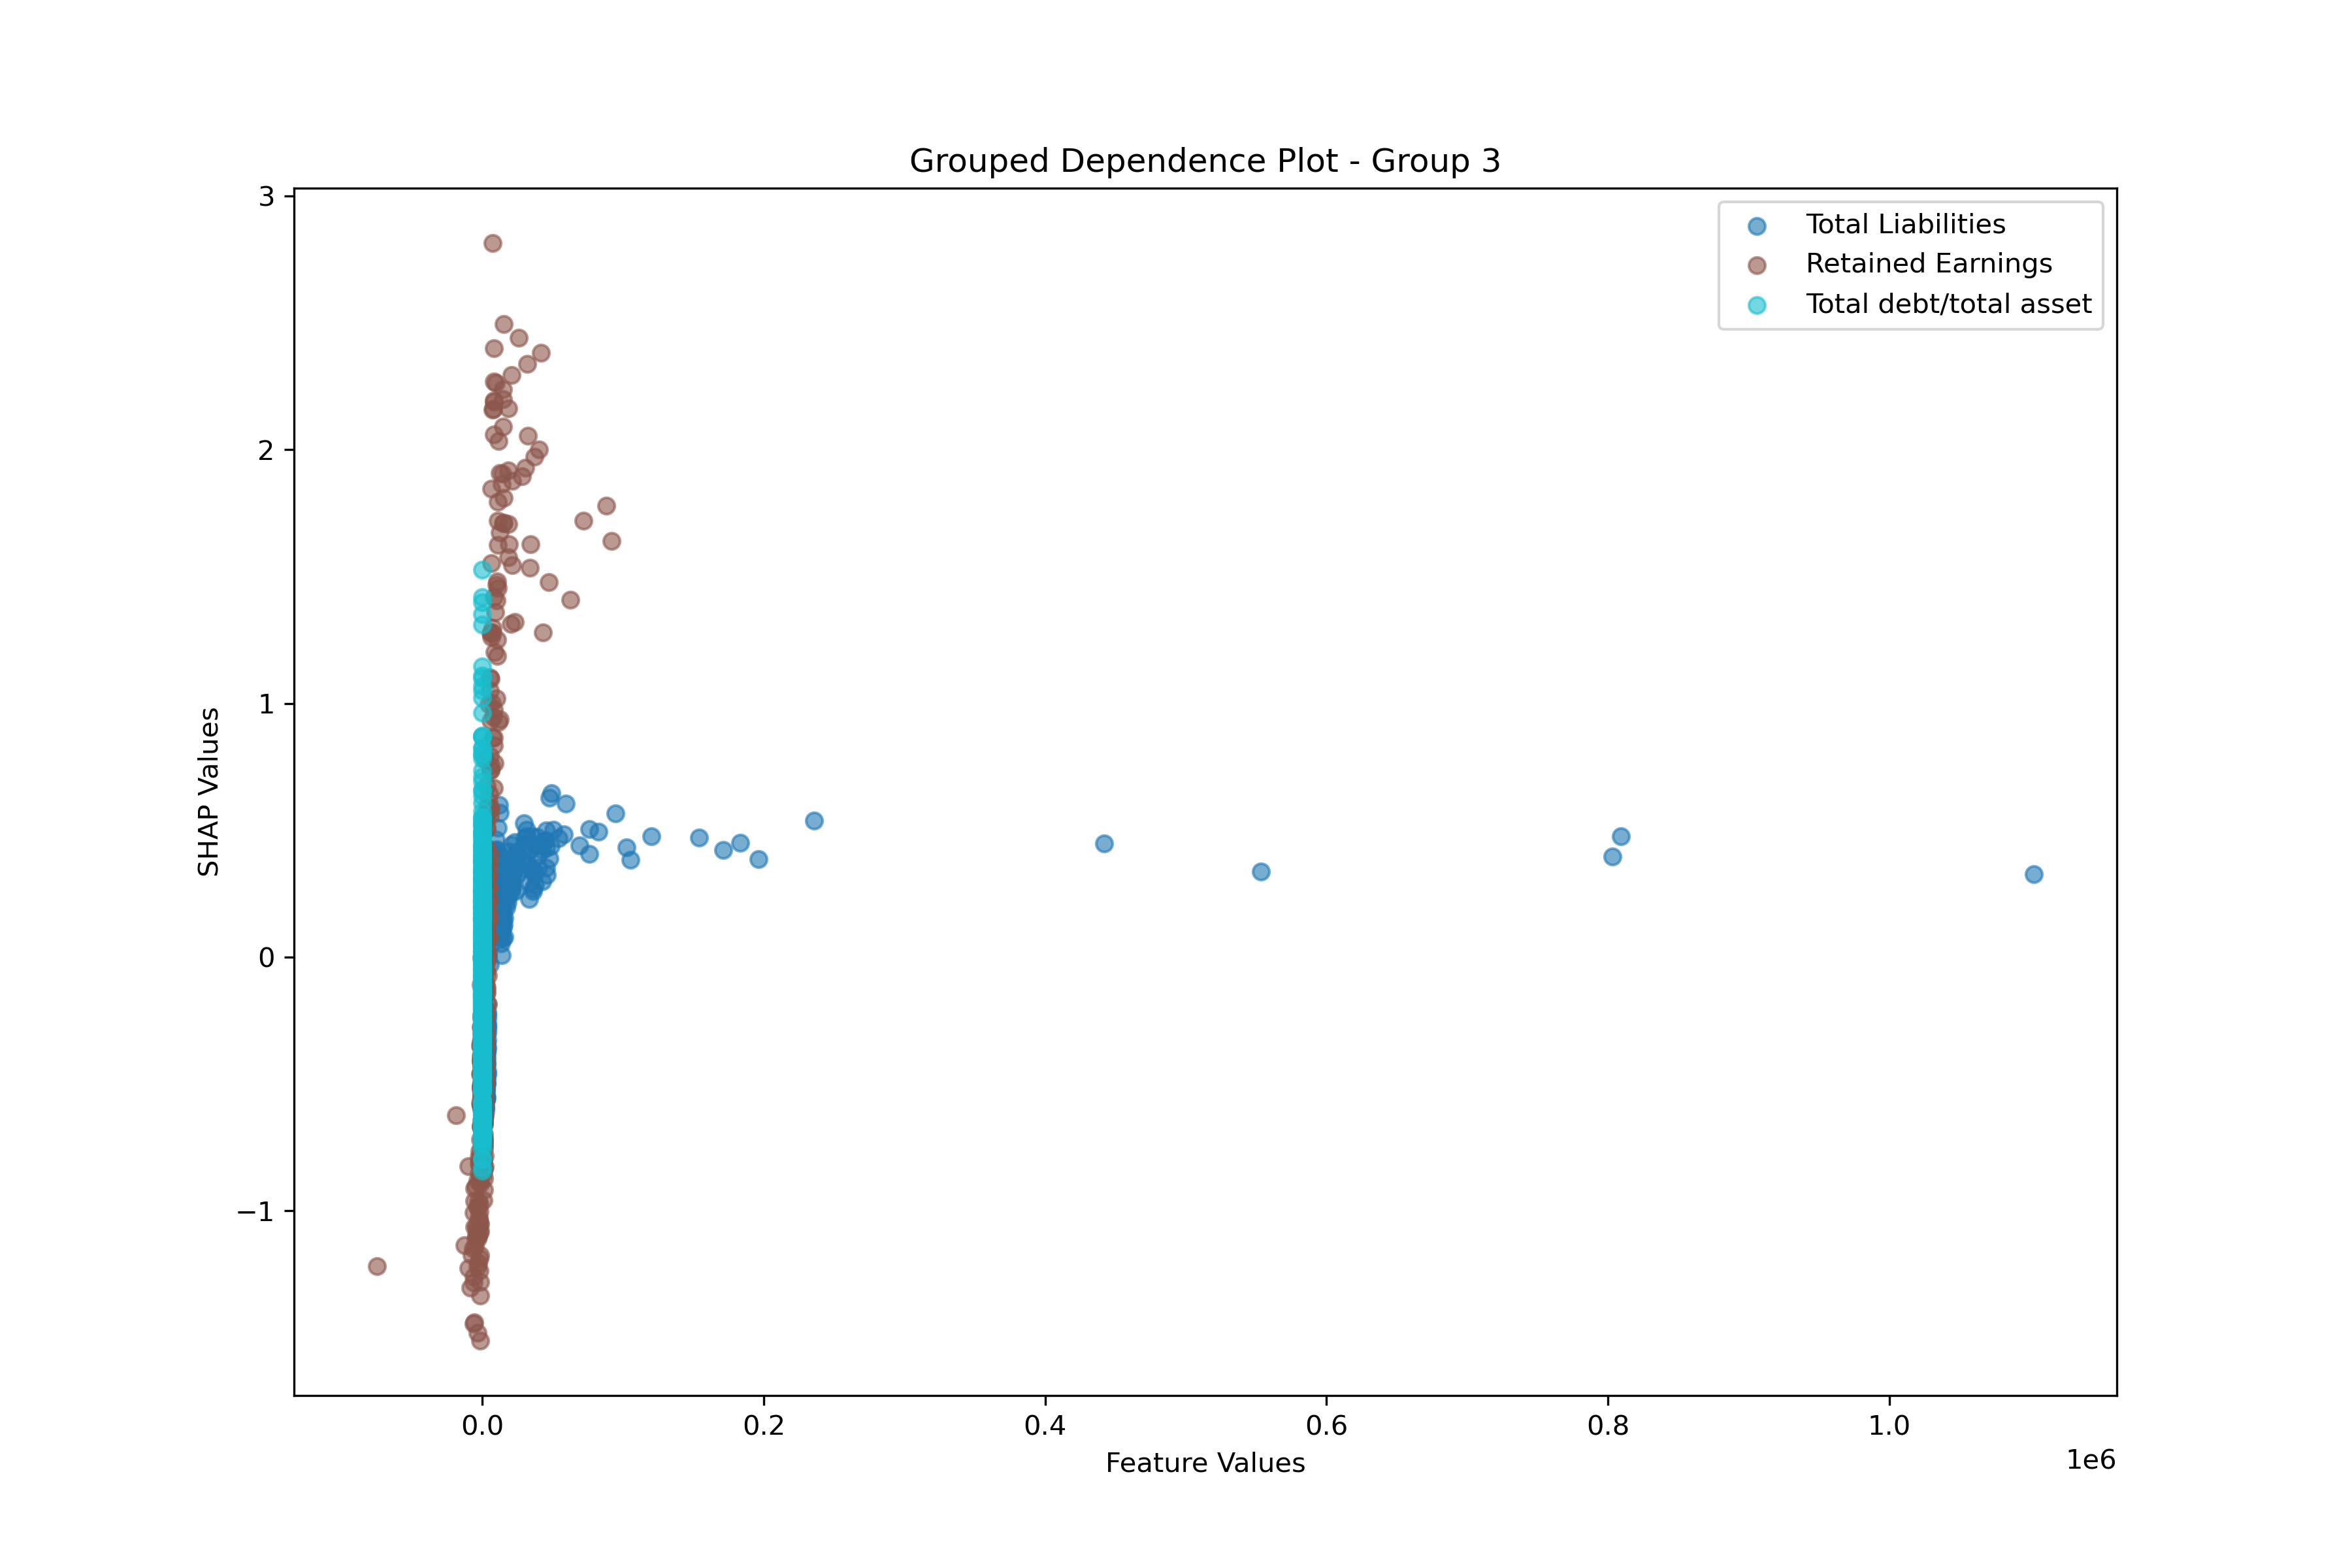 Grouped Dependence Plot - Group 3
Total Liabilities
Retained Earnings
Total debt/total asset
SHAP Values
3
2
1
0
−1
0.0 0.2 0.4 0.6 0.8 1.0
1e6
Feature Values